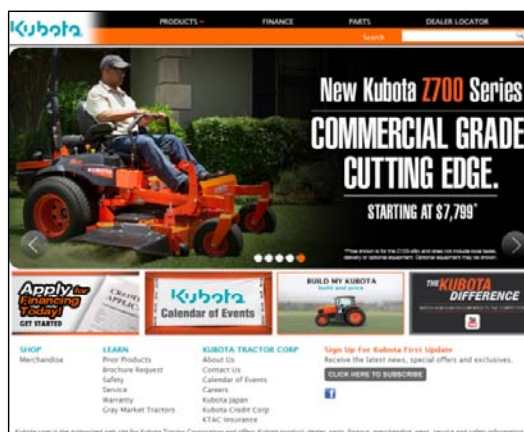 Kubota
PRODUCTS
FINANCE
PARTS
DEALER LOCATOR
Search
New Kubota Z700 Series
COMMERCIAL GRADE
CUTTING EDGE.
STARTING AT $7,799*
KUBOTA
Apply for
Financing
Today!
GET STARTED
CREDIT
Kubota
Calendar of Events
BUILD MY KUBOTA
build and price
THE KUBOTA
DIFFERENCE
SHOP
Merchandise
LEARN
Prior Products
Brochure Request
Safety
Service
Warranty
Gray Market Tractors
KUBOTA TRACTOR CORP
About Us
Contact Us
Calendar of Events
Careers
Kubota Japan
Kubota Credit Corp
KTAC Insurance
Sign Up For Kubota First Update
Receive the latest news, special offers and exclusives.
CLICK HERE TO SUBSCRIBE
f